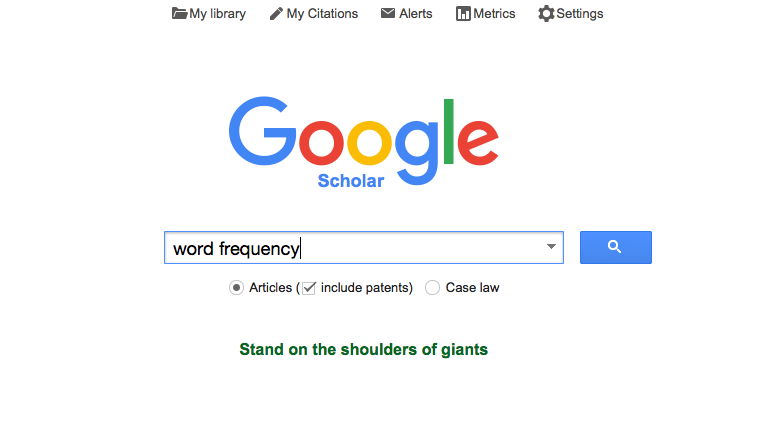 My library My Citations Alerts Metrics Settings
Google
Scholar
word frequency
Articles (include patents) Case law
Stand on the shoulders of giants